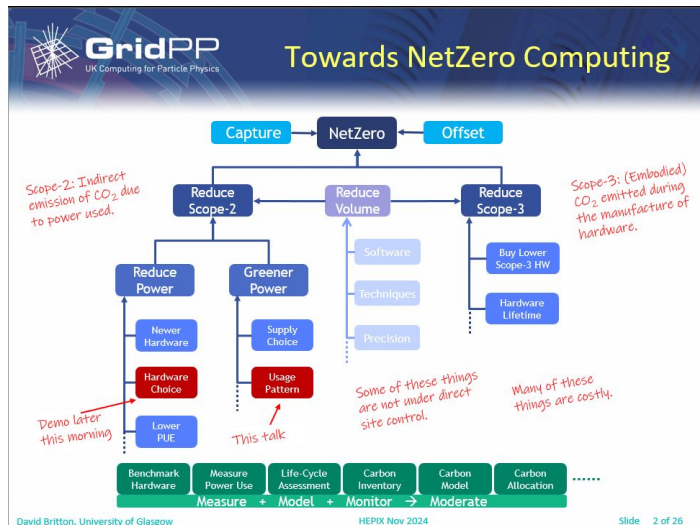 GridPP
UK Computing for Particle Physics
Towards NetZero Computing
Capture
NetZero
Offset
Scope-2: Indirect
emission of CO₂ due
to power used.
Reduce
Scope-2
Reduce
Volume
Reduce
Scope-3
Scope-3: (Embodied)
CO₂ emitted during
the manufacture of
hardware.
Reduce
Power
Greener
Power
Software
Techniques
Precision
Buy Lower
Scope-3 HW
Hardware
Lifetime
Newer
Hardware
Hardware
Choice
Lower
PUE
Supply
Choice
Usage
Pattern
Demo later
this morning
This talk
Some of these things
are not under direct
site control.
Many of these
things are costly.
Benchmark
Hardware
Measure
Power Use
Life-Cycle
Assessment
Carbon
Inventory
Carbon
Model
Carbon
Allocation
Measure + Model + Monitor → Moderate
David Britton, University of Glasgow
HEPIX Nov 2024
Slide 2 of 26